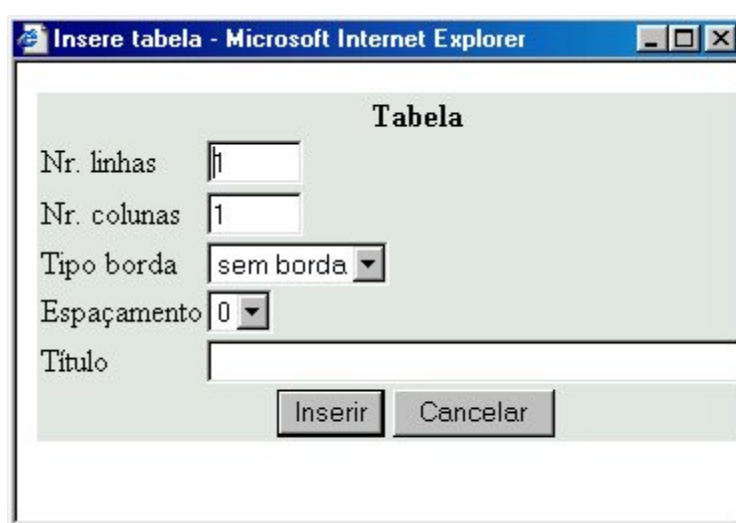 Insere tabela - Microsoft Internet Explorer
Tabela
Nr. linhas 1
Nr. colunas 1
Tipo borda sem borda
Espaçamento 0
Título
Inserir Cancelar